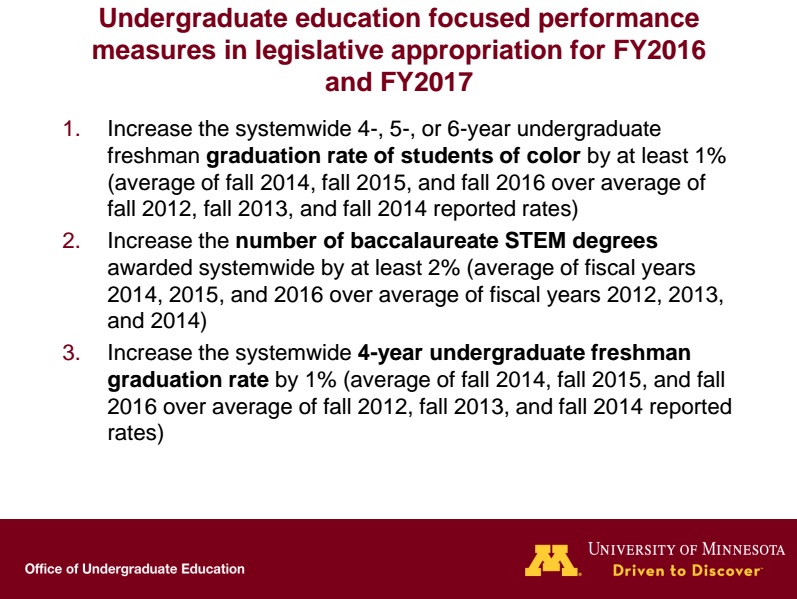 Undergraduate education focused performance
measures in legislative appropriation for FY2016
and FY2017
1. Increase the systemwide 4-, 5-, or 6-year undergraduate
freshman graduation rate of students of color by at least 1%
(average of fall 2014, fall 2015, and fall 2016 over average of
fall 2012, fall 2013, and fall 2014 reported rates)
2. Increase the number of baccalaureate STEM degrees
awarded systemwide by at least 2% (average of fiscal years
2014, 2015, and 2016 over average of fiscal years 2012, 2013,
and 2014)
3. Increase the systemwide 4-year undergraduate freshman
graduation rate by 1% (average of fall 2014, fall 2015, and fall
2016 over average of fall 2012, fall 2013, and fall 2014 reported
rates)
Office of Undergraduate Education
M
University of Minnesota
Driven to Discover